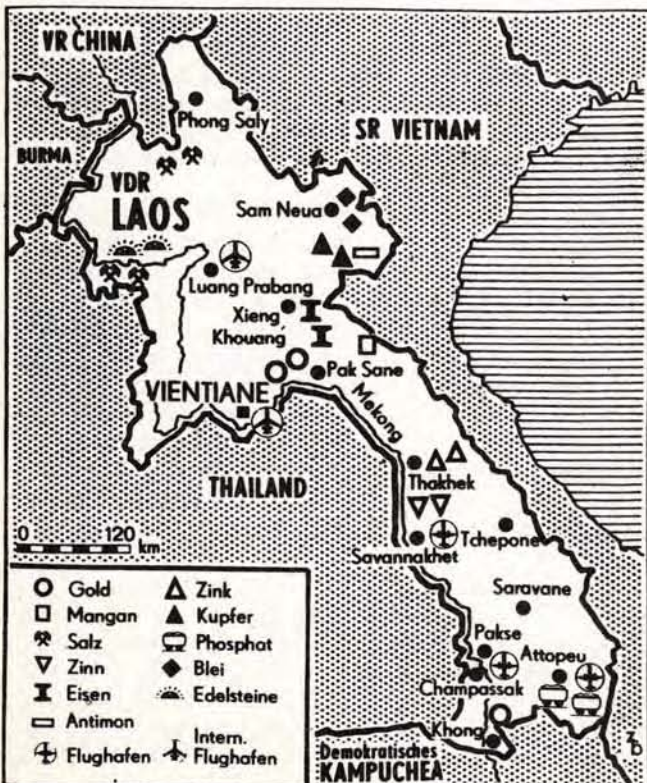 VR CHINA
Phong Saly
SR VIETNAM
BURMA
VDR
LAOS
Sam Neua
Luang Prabang
Xieng
Khouang
Pak Sane
VIENTIANE
Mekong
THAILAND
Thakhek
0 120
km
Savannakhet
Tchepone
Saravane
Pakse
Attopeu
Champassak
Khong
Demokratisches
KAMPUCHEA
Gold Zink
Mangan Kupfer
Salz Phosphat
Zinn Blei
Eisen Edelsteine
Antimon
Flughafen Intern.
Flughafen